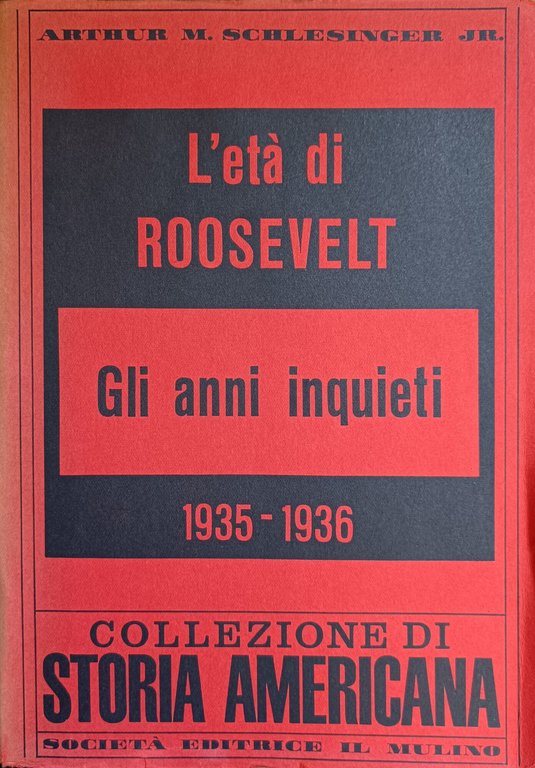 ARTHUR M. SCHLESINGER JR.
L'età di
ROOSEVELT
Gli anni inquieti
1935-1936
COLLEZIONE DI
STORIA AMERICANA
SOCIETÀ EDITRICE IL MULINO